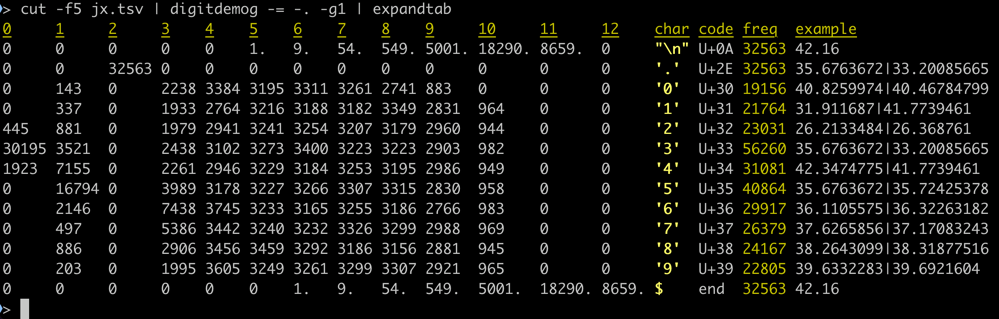 > cut -f5 jx.tsv | digitdemog -= -. -g1 | expandtab
0 1 2 3 4 5 6 7 8 9 10 11 12 char code freq example
0 0 0 0 0 1. 9. 54. 549. 5001. 18290. 8659. 0 "\n" U+0A 32563 42.16
0 0 32563 0 0 0 0 0 0 0 0 0 0 '.' U+2E 32563 35.6763672|33.20085665
0 143 0 2238 3384 3195 3311 3261 2741 883 0 0 0 '0' U+30 19156 40.8259974|40.46784799
0 337 0 1933 2764 3216 3188 3182 3349 2831 964 0 0 '1' U+31 21764 31.911687|41.7739461
445 881 0 1979 2941 3241 3254 3207 3179 2960 944 0 0 '2' U+32 23031 26.2133484|26.368761
30195 3521 0 2438 3102 3273 3400 3223 3223 2903 982 0 0 '3' U+33 56260 35.6763672|33.20085665
1923 7155 0 2261 2946 3229 3184 3253 3195 2949 986 0 0 '4' U+34 31081 42.3474775|41.7739461
0 16794 0 3989 3178 3227 3266 3307 3315 2830 958 0 0 '5' U+35 40864 35.6763672|35.72425378
0 2146 0 7438 3745 3233 3165 3255 3186 2766 983 0 0 '6' U+36 29917 36.1110557|36.32263182
0 497 0 5386 3442 3240 3232 3326 3299 2988 969 0 0 '7' U+37 26379 37.6265856|37.17083243
0 886 0 2906 3456 3459 3292 3186 3156 2881 945 0 0 '8' U+38 24167 38.2643099|38.31877516
0 203 0 1995 3605 3249 3261 3299 3307 2921 965 0 0 '9' U+39 22805 39.6332283|39.6921604
0 0 0 0 0 0 1. 9. 54. 549. 5001. 18290. 8659. $ end 32563 42.16
>